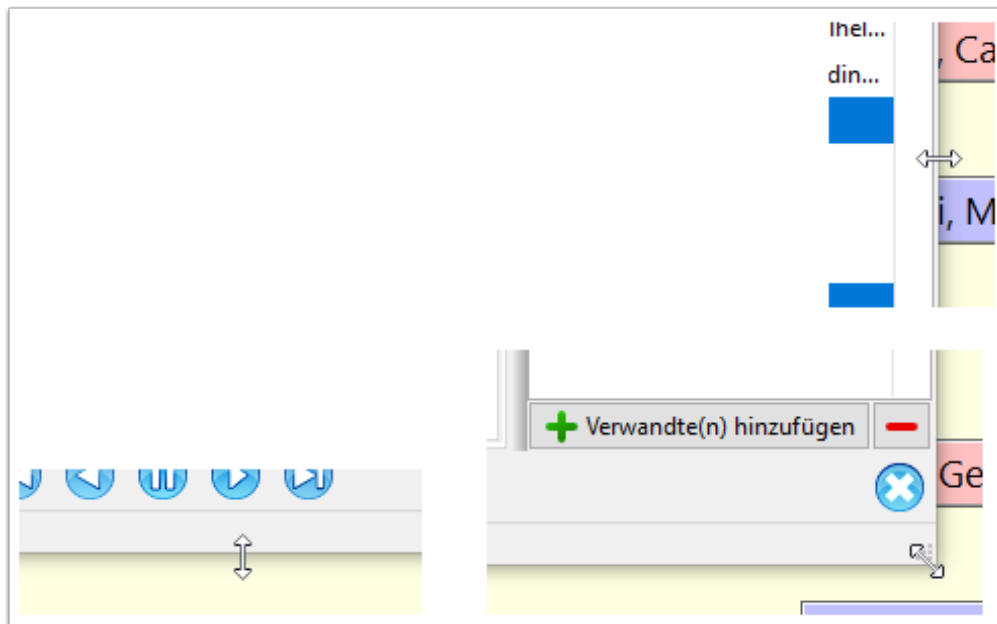 lhel...
, Ca
din...
i, M
Verwandte(n) hinzufügen
Ge